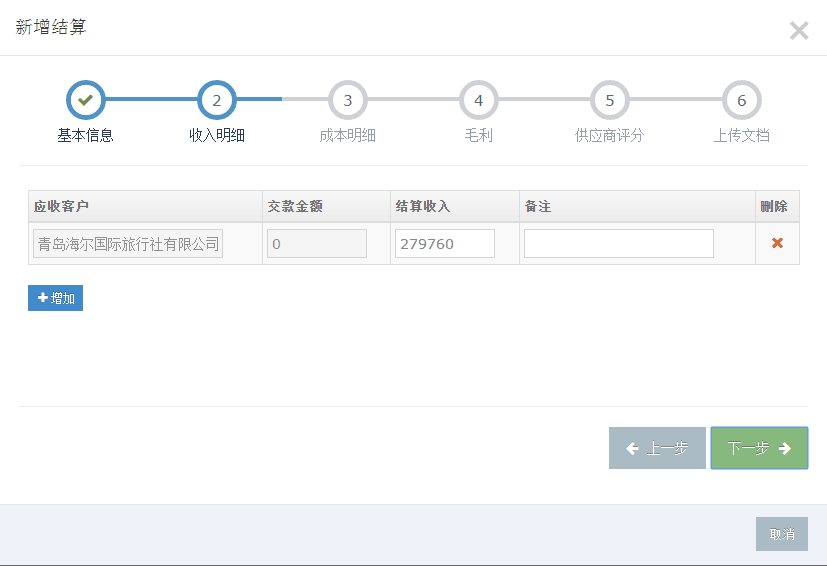 新增结算
2 3 4 5 6
基本信息 收入明细 成本明细 毛利 供应商评分 上传文档
应收客户 交款金额 结算收入 备注 删除
青岛海尔国际旅行社有限公司 0 279760
增加
上一步 下一步
取消